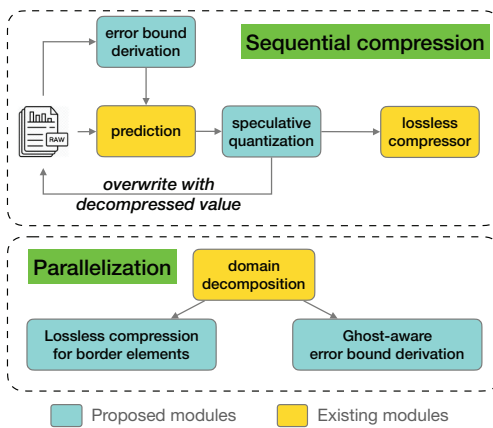 error bound
derivation
Sequential compression
RAW
prediction
speculative
quantization
lossless
compressor
overwrite with
decompressed value
Parallelization
domain
decomposition
Lossless compression
for border elements
Ghost-aware
error bound derivation
Proposed modules
Existing modules